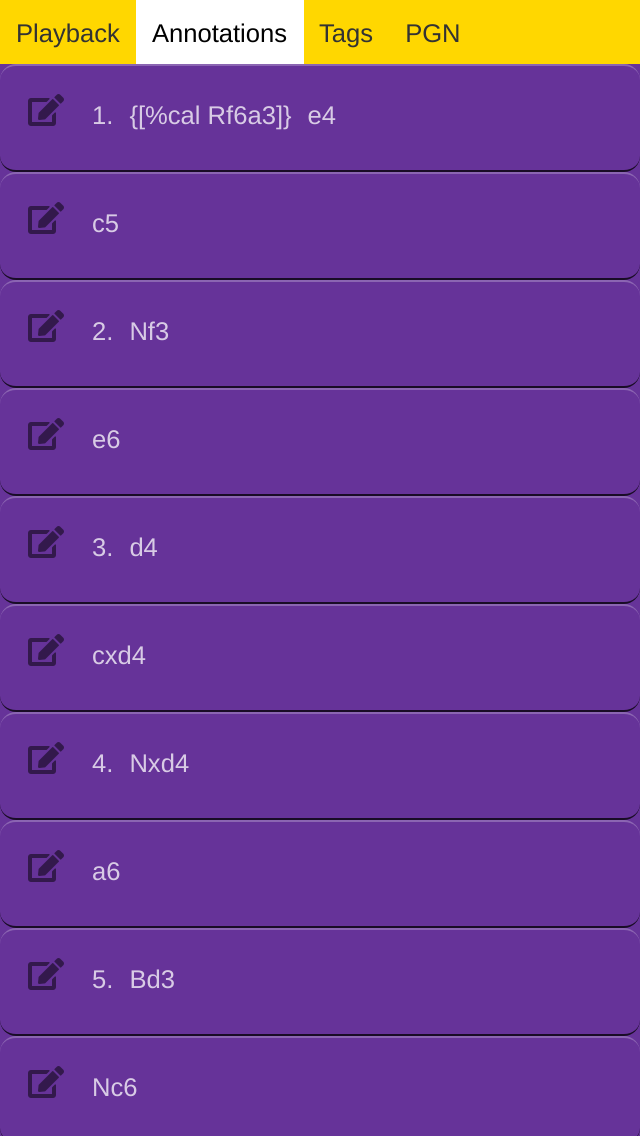 Playback Annotations Tags PGN
1. {[%cal Rf6a3]} e4
c5
2. Nf3
e6
3. d4
cxd4
4. Nxd4
a6
5. Bd3
Nc6